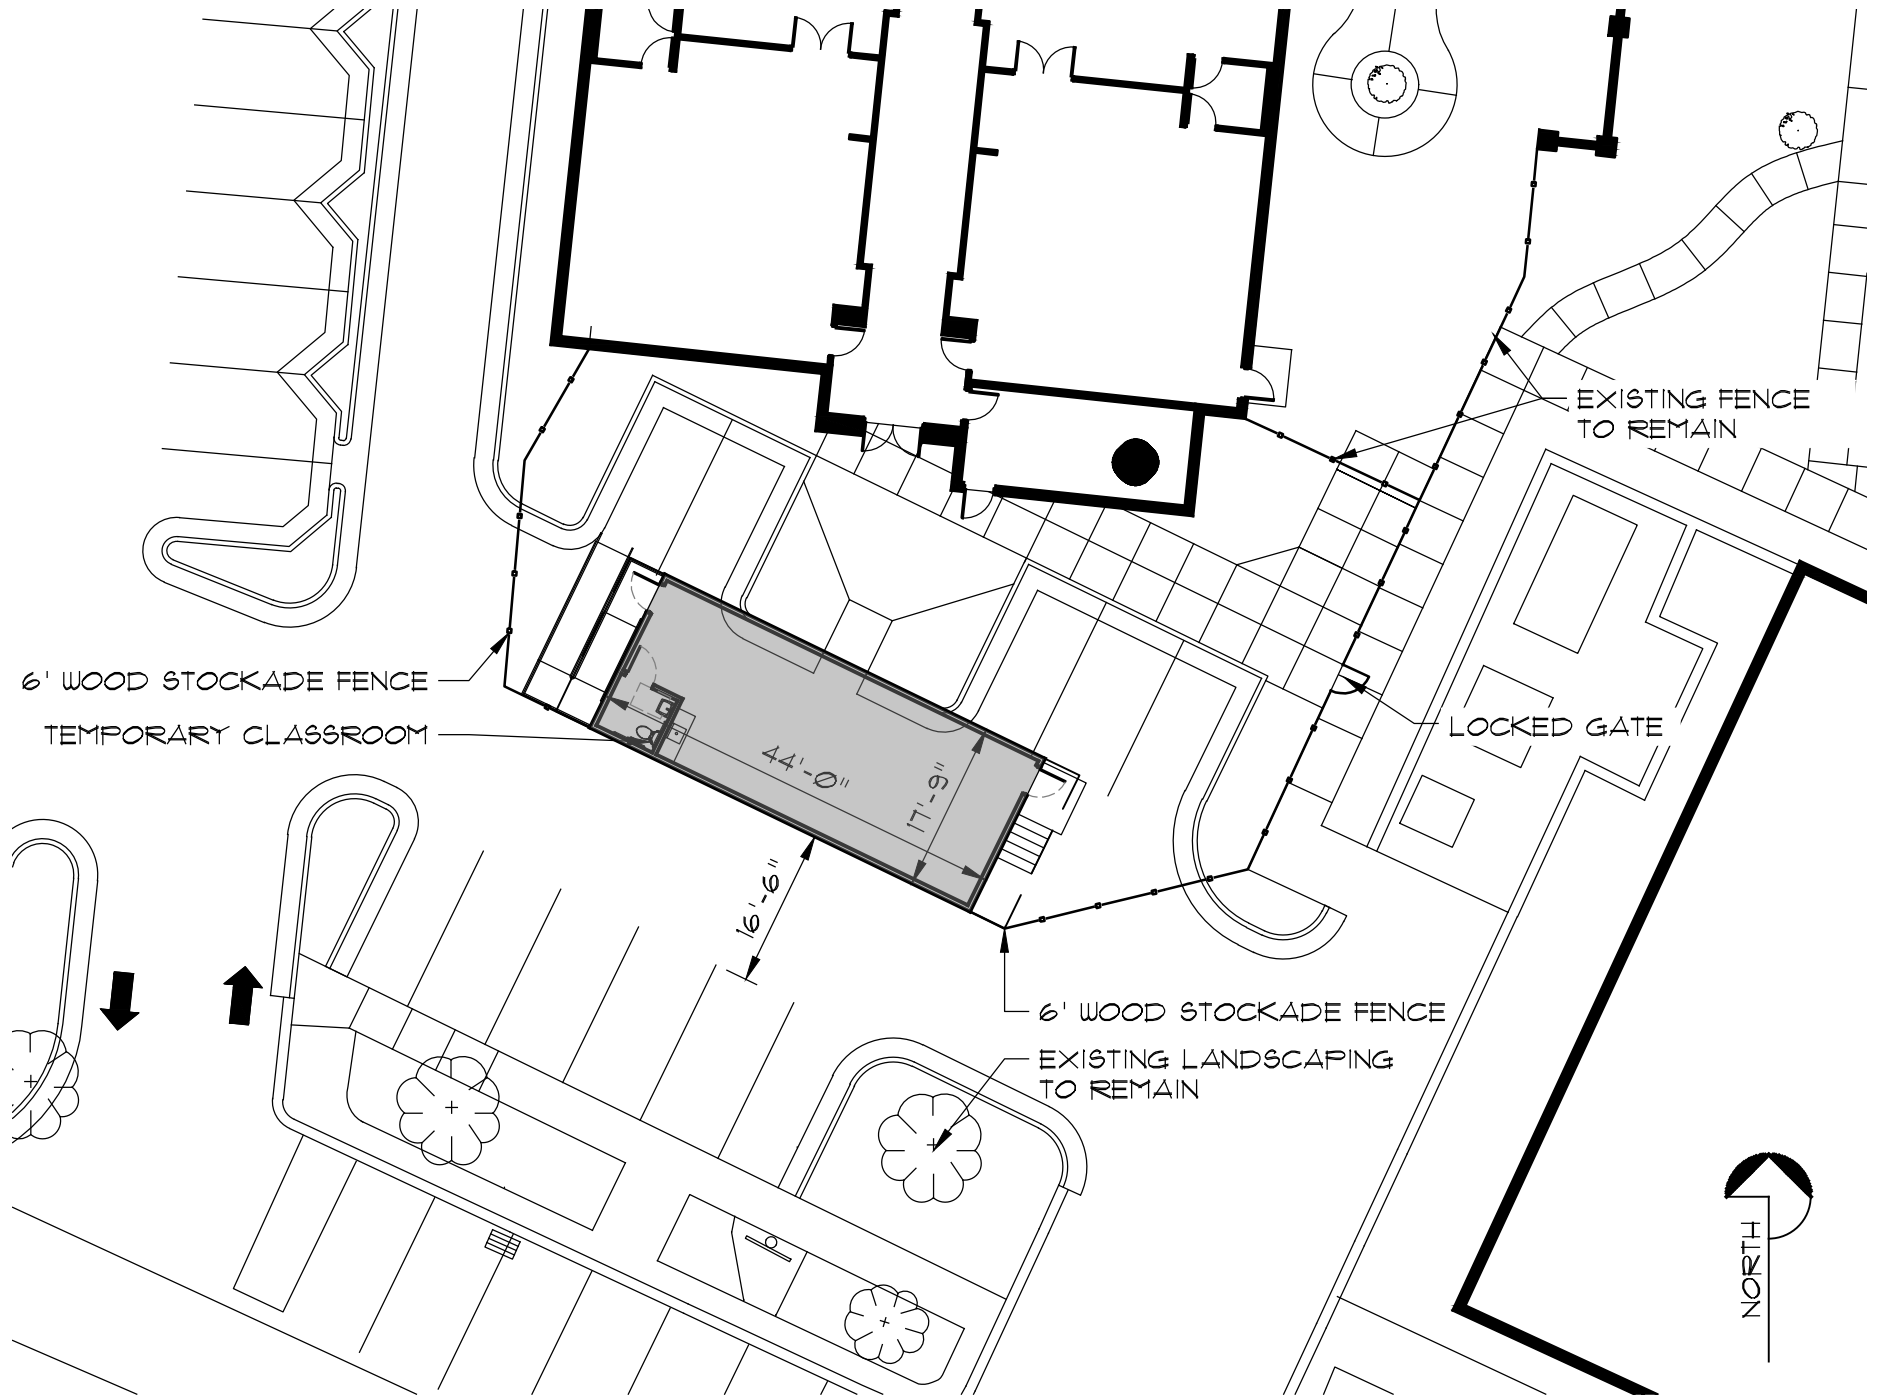 EXISTING FENCE
TO REMAIN
6' WOOD STOCKADE FENCE
TEMPORARY CLASSROOM
LOCKED GATE
44'-0"
17'-9"
16'-6"
6' WOOD STOCKADE FENCE
EXISTING LANDSCAPING
TO REMAIN
NORTH